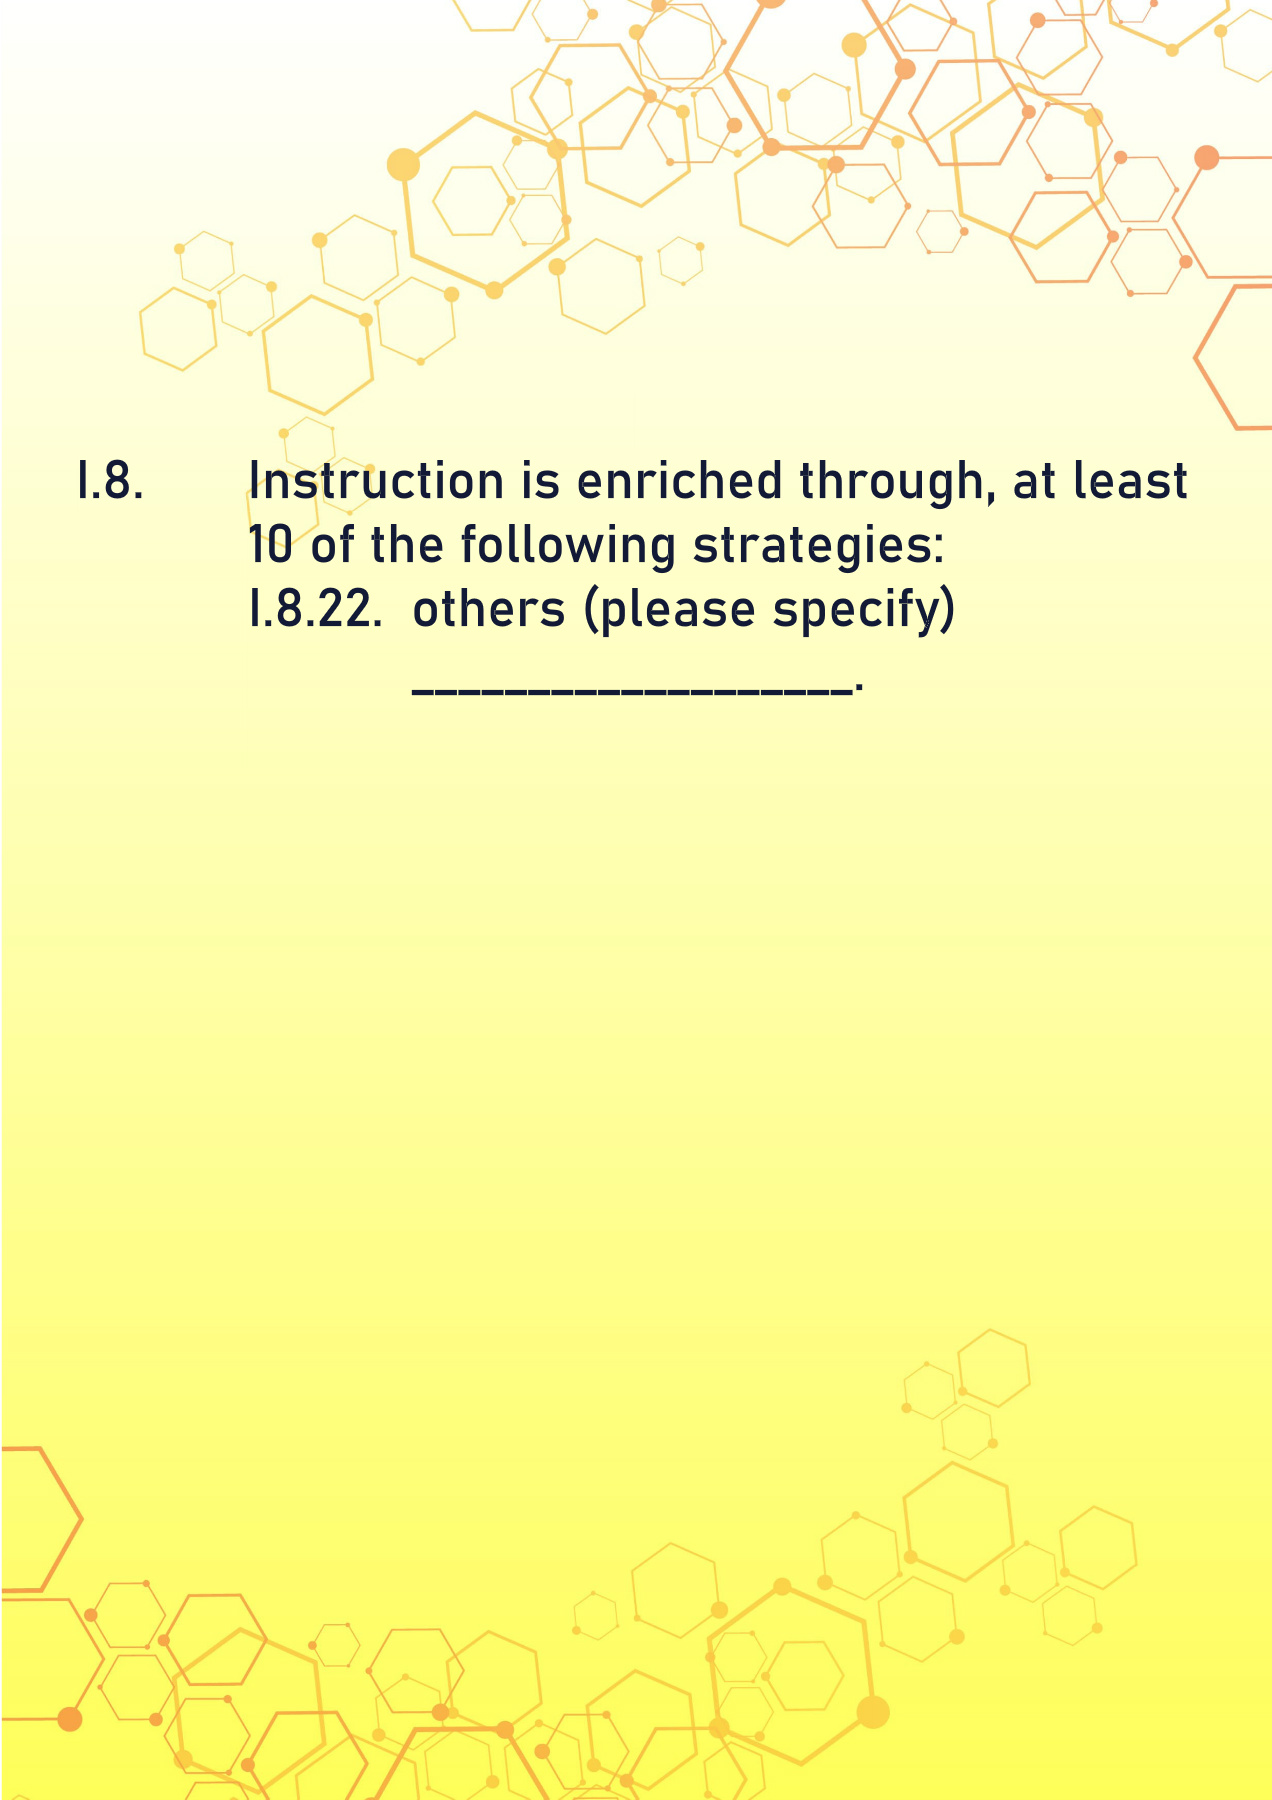 I.8. Instruction is enriched through, at least
10 of the following strategies:
I.8.22. others (please specify)
___________________.